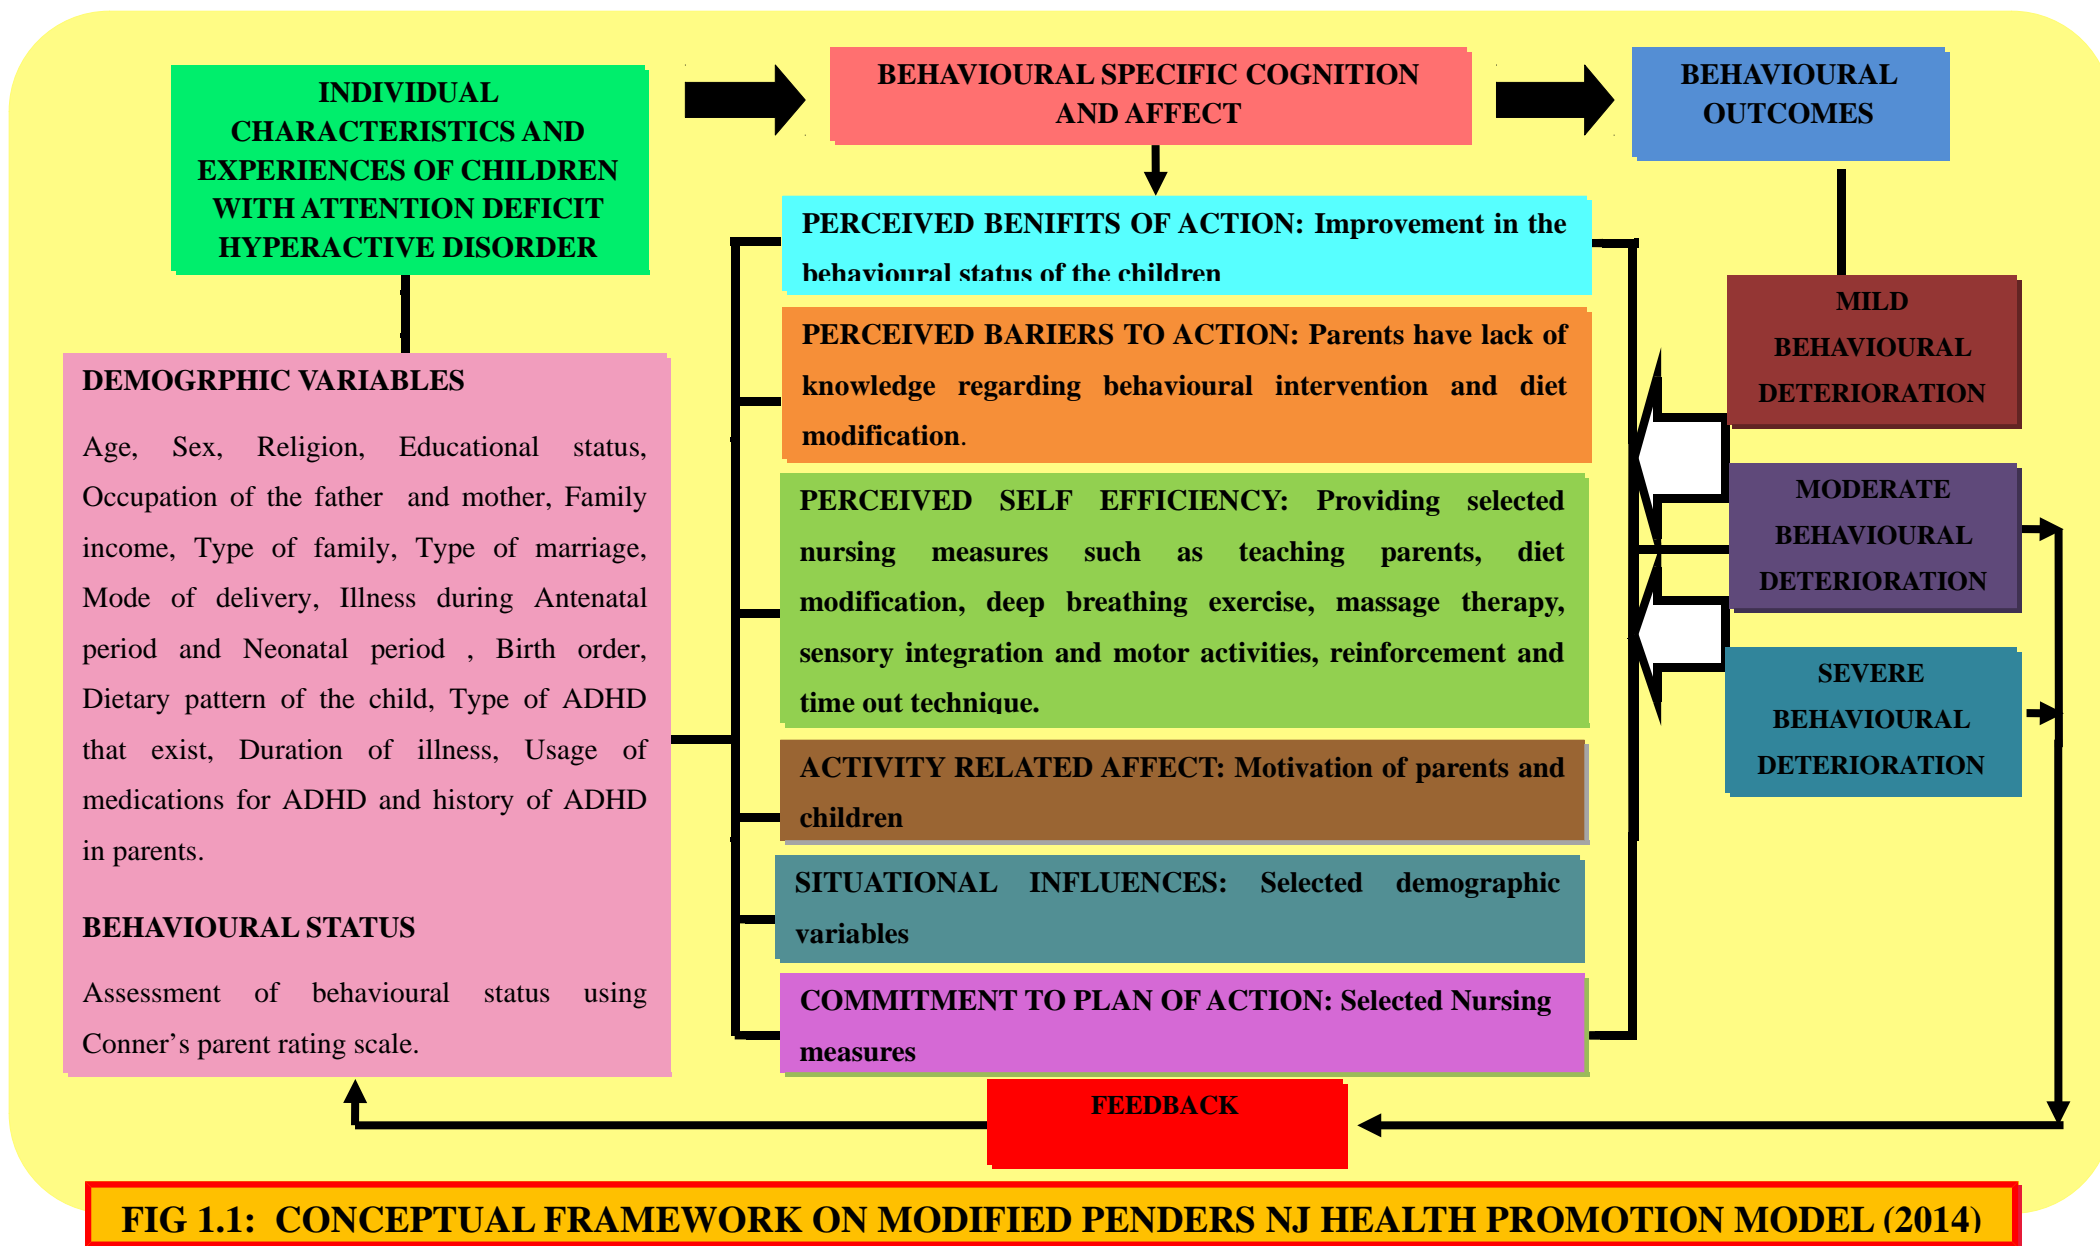 INDIVIDUAL
CHARACTERISTICS AND
EXPERIENCES OF CHILDREN
WITH ATTENTION DEFICIT
HYPERACTIVE DISORDER
BEHAVIOURAL SPECIFIC COGNITION
AND AFFECT
BEHAVIOURAL
OUTCOMES
DEMOGRPHIC VARIABLES
Age, Sex, Religion, Educational status,
Occupation of the father and mother, Family
income, Type of family, Type of marriage,
Mode of delivery, Illness during Antenatal
period and Neonatal period , Birth order,
Dietary pattern of the child, Type of ADHD
that exist, Duration of illness, Usage of
medications for ADHD and history of ADHD
in parents.
BEHAVIOURAL STATUS
Assessment of behavioural status using
Conner's parent rating scale.
PERCEIVED BENIFITS OF ACTION: Improvement in the
behavioural status of the children
PERCEIVED BARIERS TO ACTION: Parents have lack of
knowledge regarding behavioural intervention and diet
modification.
PERCEIVED SELF EFFICIENCY: Providing selected
nursing measures such as teaching parents, diet
modification, deep breathing exercise, massage therapy,
sensory integration and motor activities, reinforcement and
time out technique.
ACTIVITY RELATED AFFECT: Motivation of parents and
children
SITUATIONAL INFLUENCES: Selected demographic
variables
COMMITMENT TO PLAN OF ACTION: Selected Nursing
measures
MILD
BEHAVIOURAL
DETERIORATION
MODERATE
BEHAVIOURAL
DETERIORATION
SEVERE
BEHAVIOURAL
DETERIORATION
FEEDBACK
FIG 1.1: CONCEPTUAL FRAMEWORK ON MODIFIED PENDERS NJ HEALTH PROMOTION MODEL (2014)